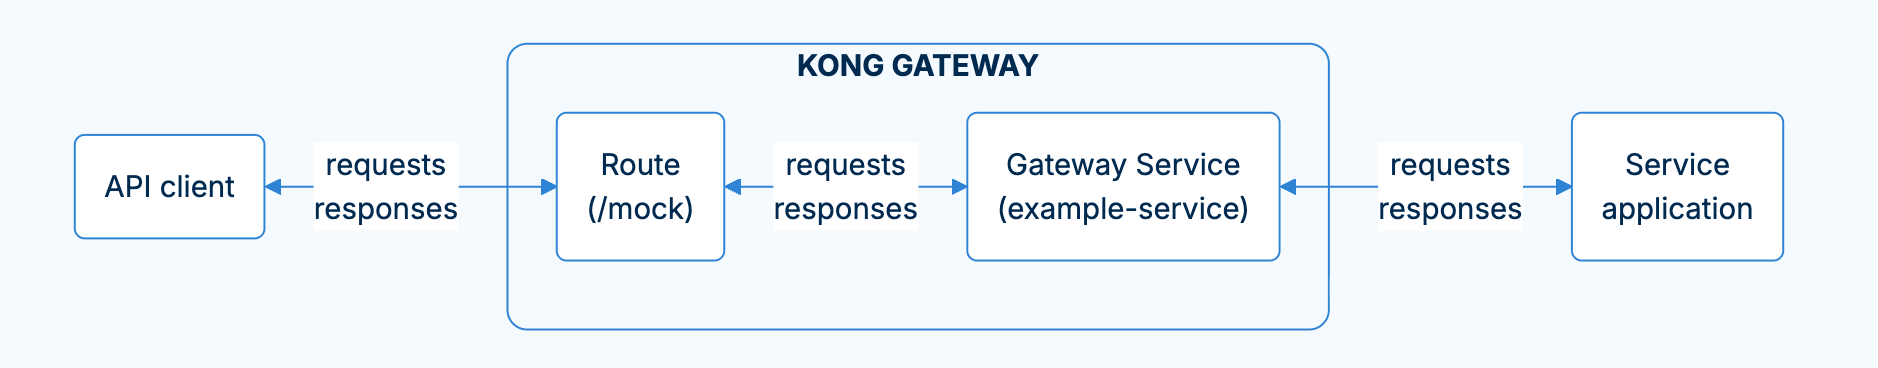 KONG GATEWAY
API client
requests
responses
Route
(/mock)
requests
responses
Gateway Service
(example-service)
requests
responses
Service
application